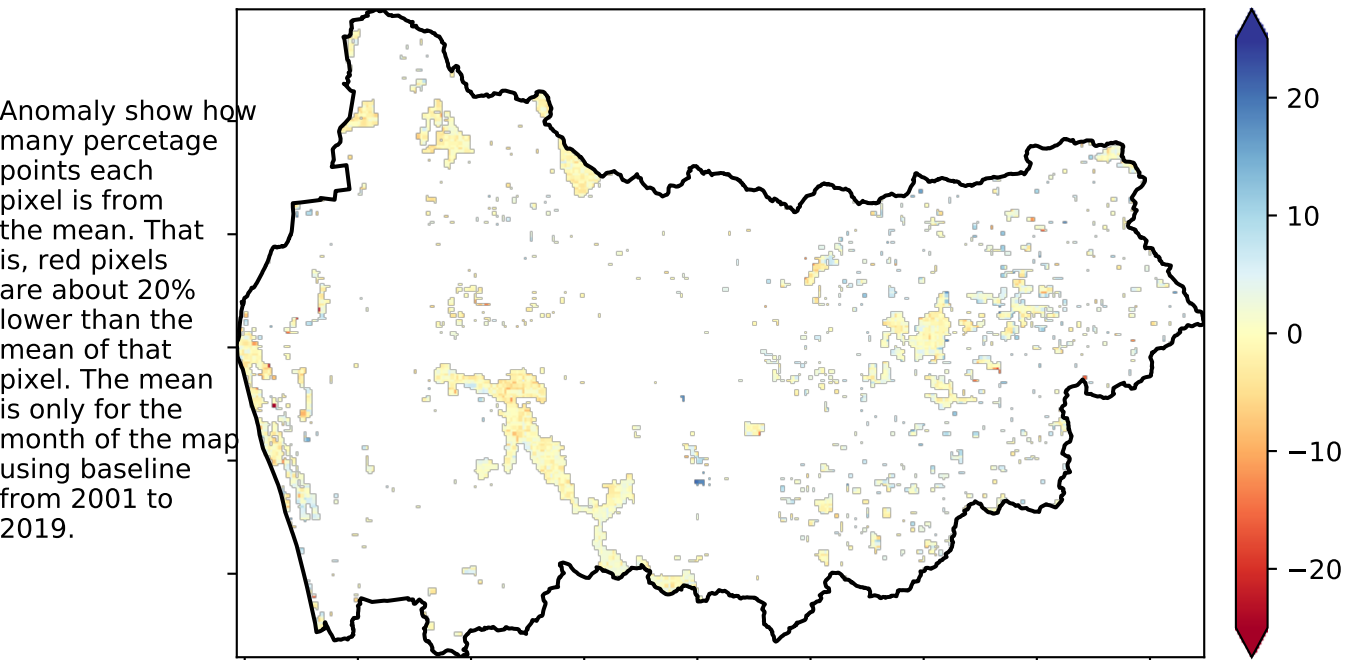 Anomaly show how
many percetage
points each
pixel is from
the mean. That
is, red pixels
are about 20%
lower than the
mean of that
pixel. The mean
is only for the
month of the map
using baseline
from 2001 to
2019.
20
10
0
−10
−20